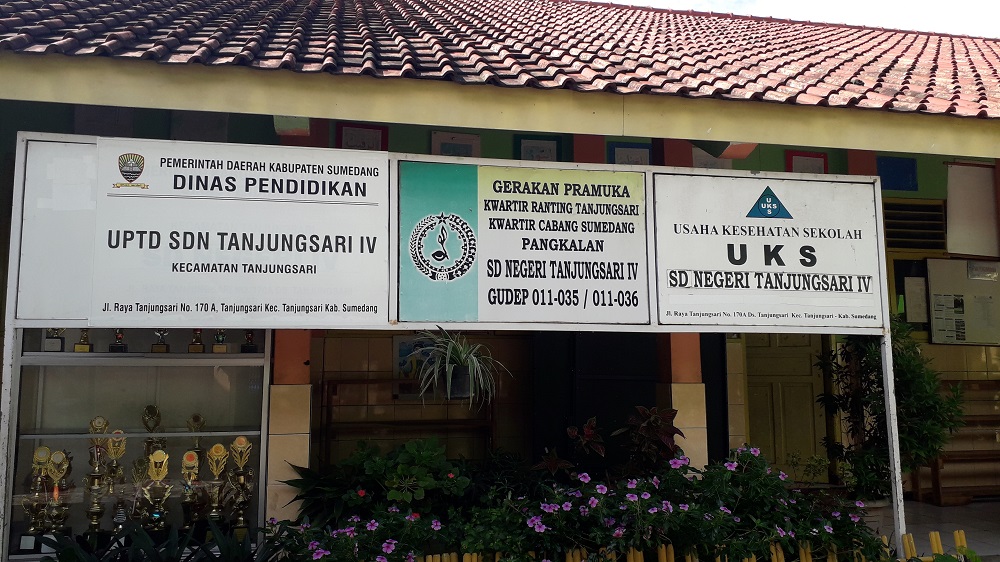 PEMERINTAH DAERAH KABUPATEN SUMEDANG
DINAS PENDIDIKAN
UPTD SDN TANJUNGSARI IV
KECAMATAN TANJUNGSARI
Jl. Raya Tanjungsari No. 170 A, Tanjungsari Kec. Tanjungsari Kab. Sumedang
GERAKAN PRAMUKA
KWARTIR RANTING TANJUNGSARI
KWARTIR CABANG SUMEDANG
PANGKALAN
SD NEGERI TANJUNGSARI IV
GUDEP 011-035 / 011-036
U
UKS
S
USAHA KESEHATAN SEKOLAH
U K S
SD NEGERI TANJUNGSARI IV
Jl. Raya Tanjungsari No. 170A Ds. Tanjungsari Kec. Tanjungsari - Kab. Sumedang